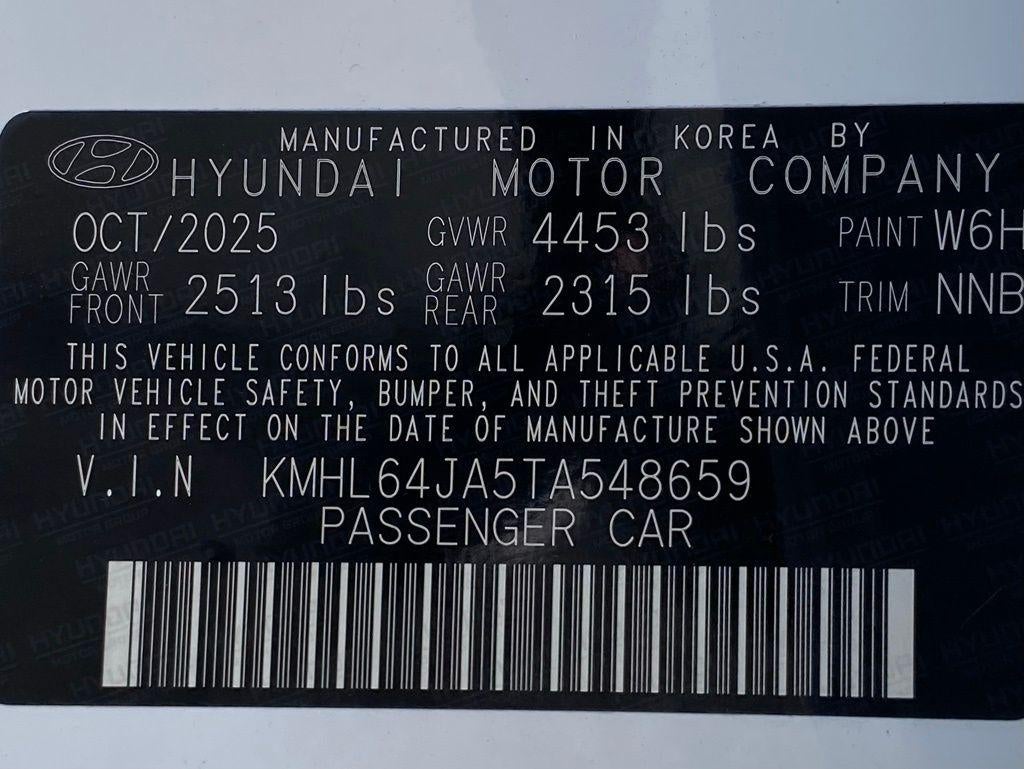 MANUFACTURED IN KOREA BY
HYUNDAI MOTOR COMPANY
OCT/2025 GVWR 4453 lbs PAINT W6H
GAWR FRONT 2513 lbs GAWR REAR 2315 lbs TRIM NNB
THIS VEHICLE CONFORMS TO ALL APPLICABLE U.S.A. FEDERAL
MOTOR VEHICLE SAFETY, BUMPER, AND THEFT PREVENTION STANDARDS
IN EFFECT ON THE DATE OF MANUFACTURE SHOWN ABOVE
V.I.N KMHL64JA5TA548659
PASSENGER CAR